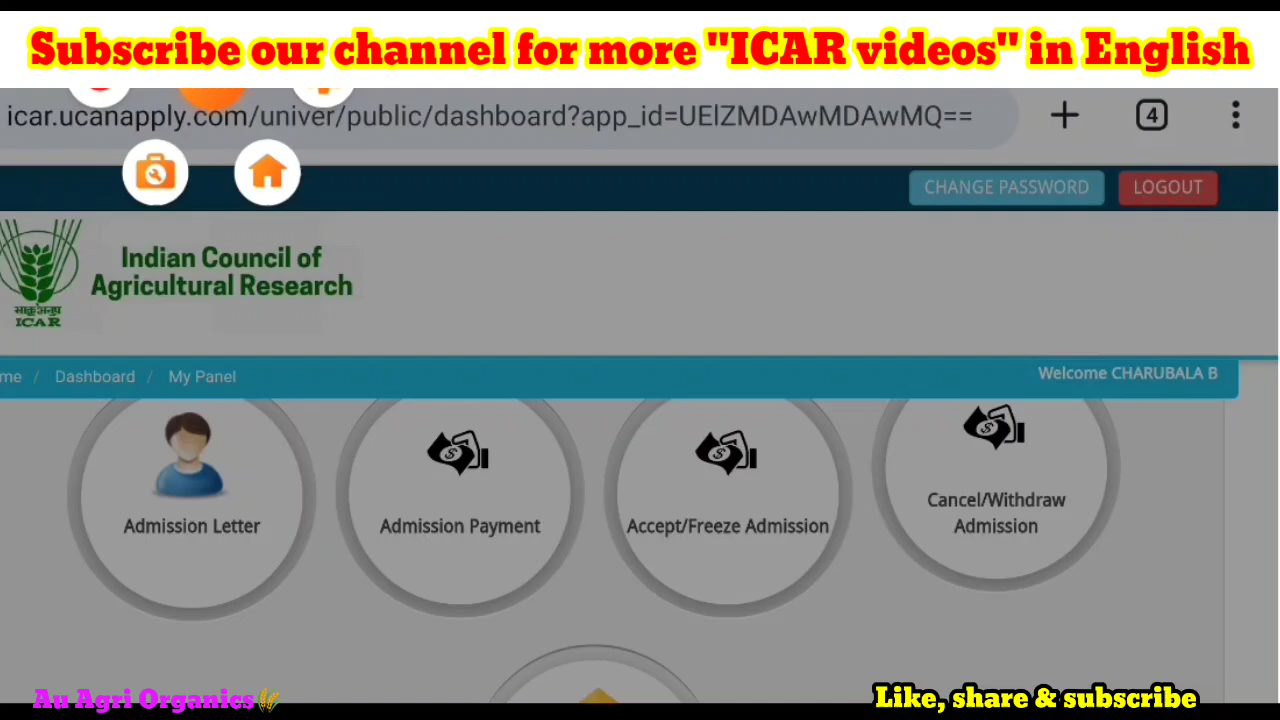 Subscribe our channel for more "ICAR videos" in English
icar.ucanapply.com/univer/public/dashboard?app_id=UElZMDAwMDAwMQ==
4
CHANGE PASSWORD
LOGOUT
Indian Council of
Agricultural Research
भाकृअनुप
ICAR
me / Dashboard / My Panel
Welcome CHARUBALA B
Admission Letter
Admission Payment
Accept/Freeze Admission
Cancel/Withdraw
Admission
Au Agri Organics
Like, share & subscribe